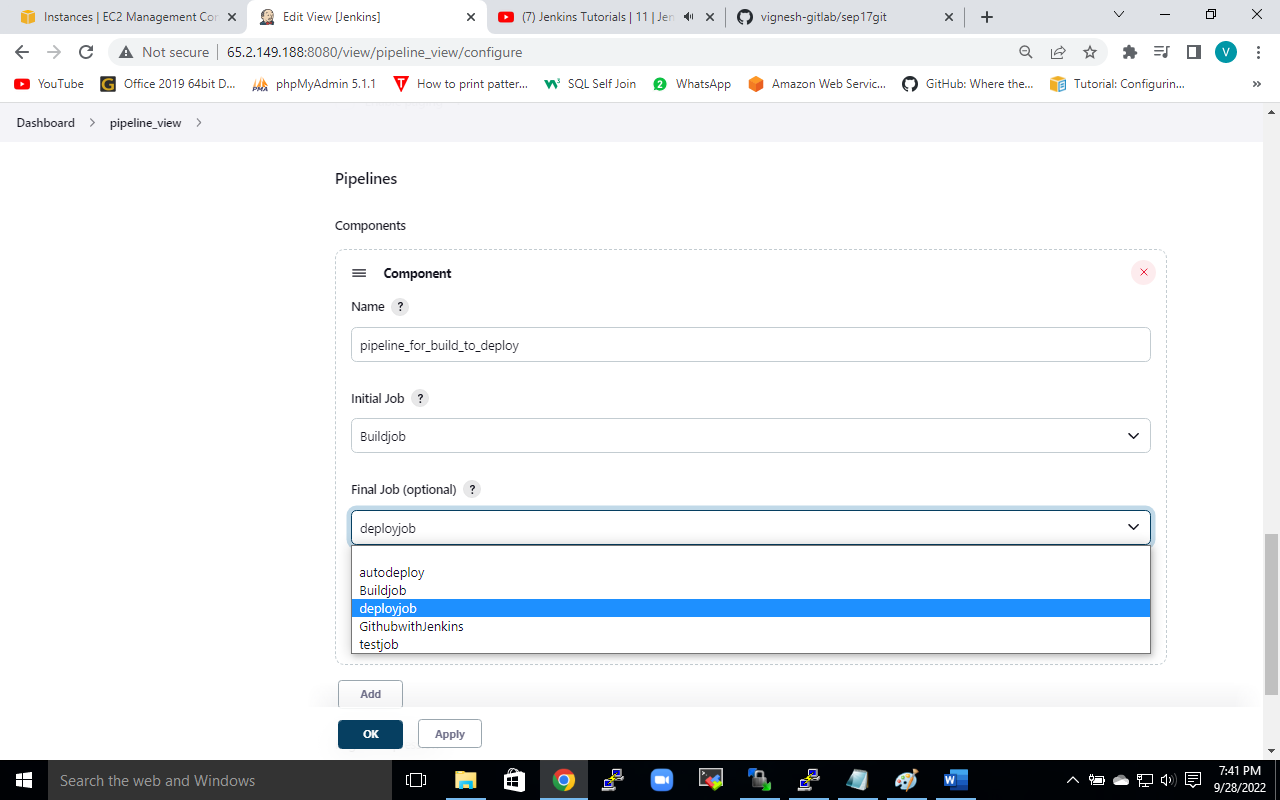 Instances | EC2 Management Con
Edit View [Jenkins]
(7) Jenkins Tutorials | 11 | Jen
vignesh-gitlab/sep17git
Not secure
65.2.149.188:8080/view/pipeline_view/configure
V
YouTube
Office 2019 64bit D...
phpMyAdmin 5.1.1
How to print patter...
SQL Self Join
2
WhatsApp
Amazon Web Servic...
GitHub: Where the...
Tutorial: Configurin...
»
Dashboard
pipeline_view
Pipelines
Components
Component
Name ?
pipeline_for_build_to_deploy
Initial Job ?
Buildjob
Final Job (optional) ?
deployjob
autodeploy
Buildjob
deployjob
GithubwithJenkins
testjob
Add
OK
Apply
Search the web and Windows
7:41 PM
9/28/2022